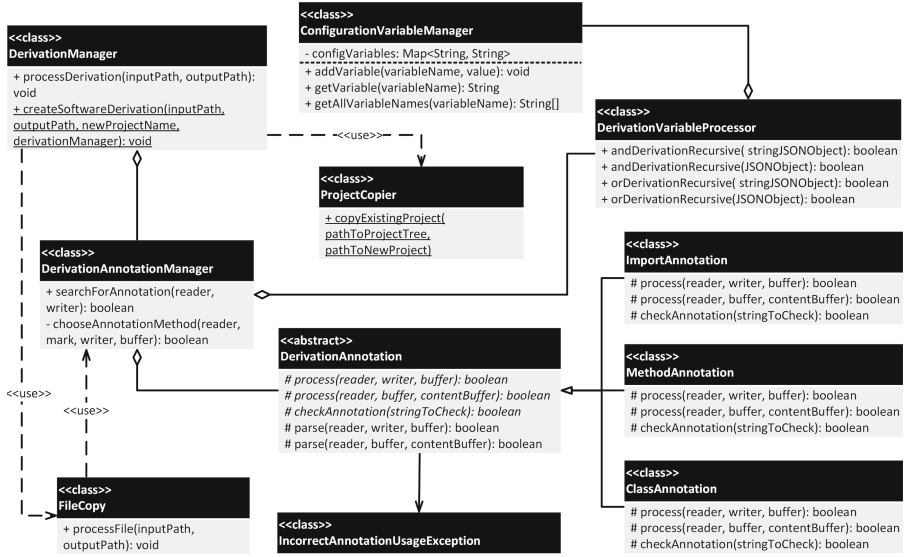 <<class>>
DerivationManager
+ processDerivation(inputPath, outputPath):
void
+ createSoftwareDerivation(inputPath,
outputPath, newProjectName,
derivationManager): void
<<class>>
ConfigurationVariableManager
- configVariables: Map<String, String>
+ addVariable(variableName, value): void
+ getVariable(variableName): String
+ getAllVariableNames(variableName): String[]
<<class>>
DerivationVariableProcessor
+ andDerivationRecursive( stringJSONObject): boolean
+ andDerivationRecursive(JSONObject): boolean
+ orDerivationRecursive( stringJSONObject): boolean
+ orDerivationRecursive(JSONObject): boolean
<<use>>
<<class>>
ProjectCopier
+ copyExistingProject(
pathToProjectTree,
pathToNewProject)
<<class>>
DerivationAnnotationManager
+ searchForAnnotation(reader,
writer): boolean
- chooseAnnotationMethod(reader,
mark, writer, buffer): boolean
<<class>>
ImportAnnotation
# process(reader, writer, buffer): boolean
# process(reader, buffer, contentBuffer): boolean
# checkAnnotation(stringToCheck): boolean
<<abstract>>
DerivationAnnotation
# process(reader, writer, buffer): boolean
# process(reader, buffer, contentBuffer): boolean
# checkAnnotation(stringToCheck): boolean
# parse(reader, writer, buffer): boolean
# parse(reader, buffer, contentBuffer): boolean
<<class>>
MethodAnnotation
# process(reader, writer, buffer): boolean
# process(reader, buffer, contentBuffer): boolean
# checkAnnotation(stringToCheck): boolean
<<use>>
<<use>>
<<class>>
FileCopy
+ processFile(inputPath,
outputPath): void
<<class>>
IncorrectAnnotationUsageException
<<class>>
ClassAnnotation
# process(reader, writer, buffer): boolean
# process(reader, buffer, contentBuffer): boolean
# checkAnnotation(stringToCheck): boolean